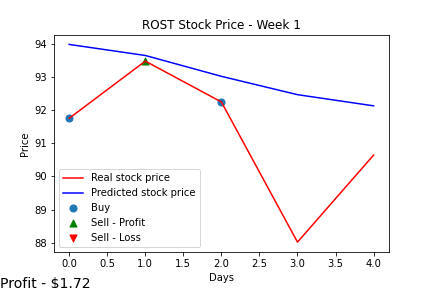 ROST Stock Price - Week 1
94
93
92
91
90
89
88
Price
Real stock price
Predicted stock price
Buy
Sell - Profit
Sell - Loss
0.0 0.5 1.0 1.5 2.0 2.5 3.0 3.5 4.0
Days
Profit - $1.72